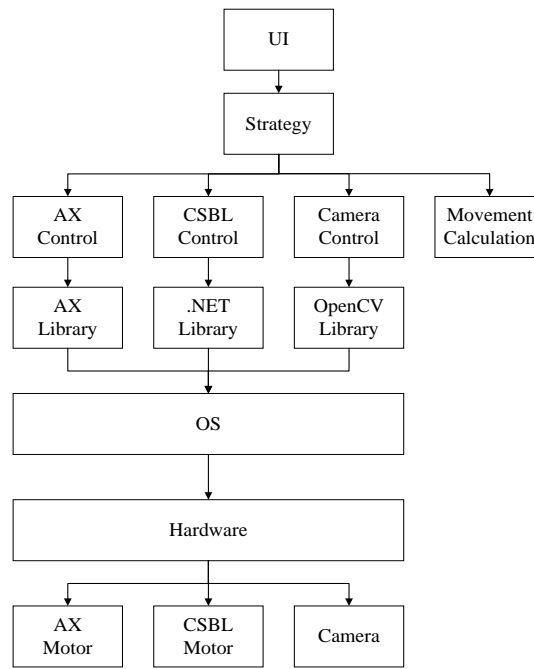 UI
Strategy
AX
Control
CSBL
Control
Camera
Control
Movement
Calculation
AX
Library
.NET
Library
OpenCV
Library
OS
Hardware
AX
Motor
CSBL
Motor
Camera